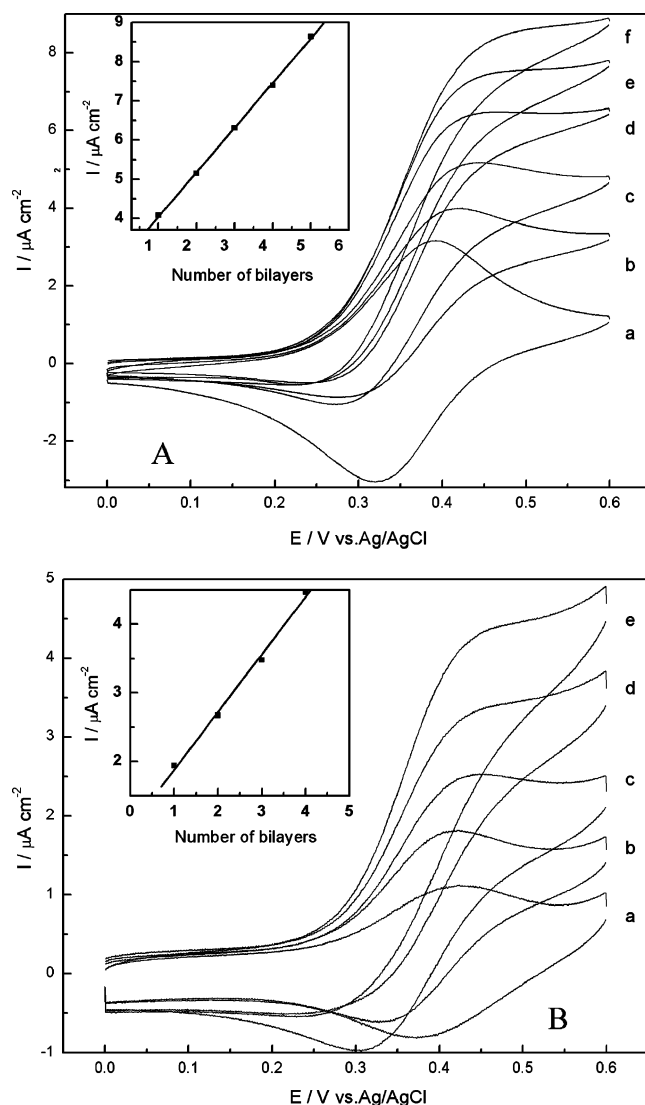 9
8
7
6
5
4
I / μA cm-2
1 2 3 4 5 6
Number of bilayers
8
6
4
2
0
-2
I / μA cm-2
2
f
e
d
c
b
a
A
0.0 0.1 0.2 0.3 0.4 0.5 0.6
E / V vs.Ag/AgCl
5
4
3
2
1
0
-1
I / μA cm-2
4
3
2
I / μA cm-2
0 1 2 3 4 5
Number of bilayers
e
d
c
b
a
B
0.0 0.1 0.2 0.3 0.4 0.5 0.6
E / V vs.Ag/AgCl